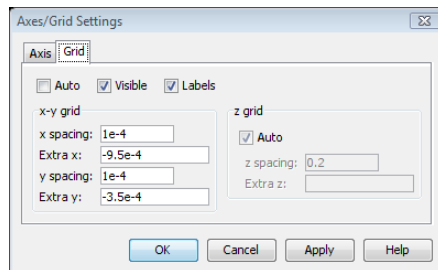 Axes/Grid Settings
Axis Grid
Auto Visible Labels
x-y grid
x spacing: 1e-4
Extra x: -9.5e-4
y spacing: 1e-4
Extra y: -3.5e-4
z grid
Auto
z spacing: 0.2
Extra z:
OK Cancel Apply Help